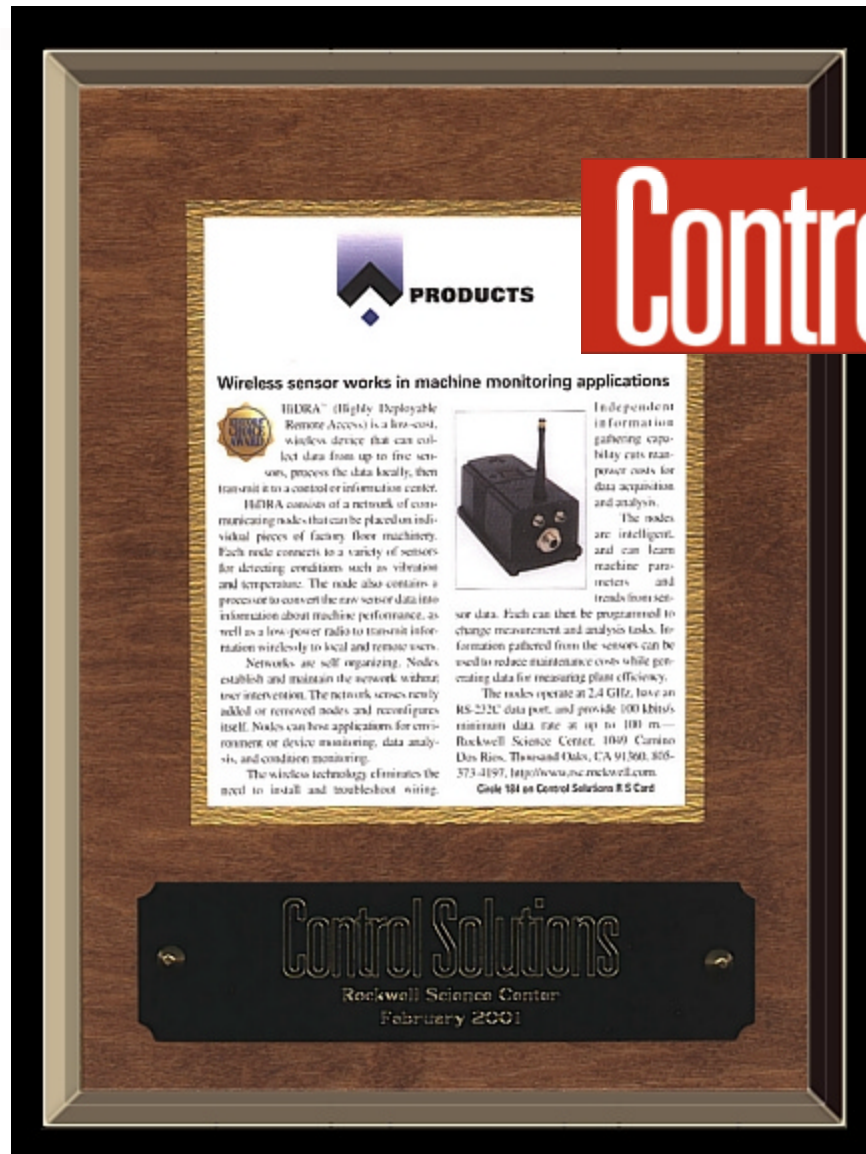 Contro
PRODUCTS
Wireless sensor works in machine monitoring applications
EDITORS'
CHOICE
AWARD
HiDRA™ (Highly Deployable
Remote Access) is a low-cost,
wireless device that can col-
lect data from up to five sen-
sors, process the data locally, then
transmit it to a control or information center.
HiDRA consists of a network of com-
municating nodes that can be placed on indi-
vidual pieces of factory floor machinery.
Each node connects to a variety of sensors
for detecting conditions such as vibration
and temperature. The node also contains a
processor to convert the raw sensor data into
information about machine performance, as
well as a low-power radio to transmit infor-
mation wirelessly to local and remote users.
Networks are self organizing. Nodes
establish and maintain the network without
user intervention. The network senses newly
added or removed nodes and reconfigures
itself. Nodes can host applications for envi-
ronment or device monitoring, data analy-
sis, and condition monitoring.
The wireless technology eliminates the
need to install and troubleshoot wiring.
Independent
information
gathering capa-
bility cuts man-
power costs for
data acquisition
and analysis.
The nodes
are intelligent,
and can learn
machine para-
meters and
trends from sen-
sor data. Each can then be programmed to
change measurement and analysis tasks. In-
formation gathered from the sensors can be
used to reduce maintenance costs while gen-
erating data for measuring plant efficiency.
The nodes operate at 2.4 GHz, have an
RS-232C data port, and provide 100 kbits/s
minimum data rate at up to 100 m.—
Rockwell Science Center, 1049 Camino
Dos Rios, Thousand Oaks, CA 91360, 805-
373-4197, http://www.rsc.rockwell.com.
Circle 184 on Control Solutions R S Card
Control Solutions
Rockwell Science Center
February 2001